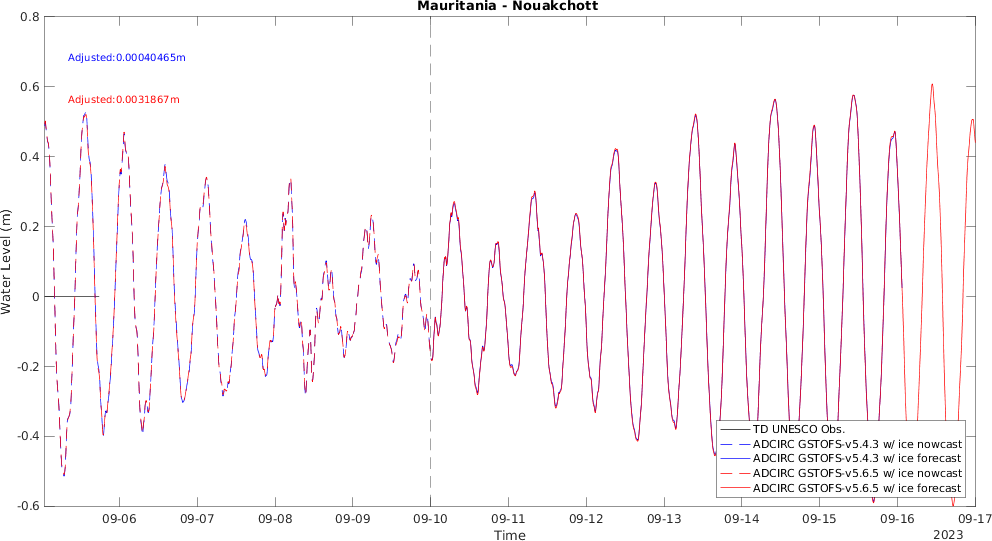 Mauritania - Nouakchott
0.8
0.6
0.4
0.2
0
-0.2
-0.4
-0.6
Water Level (m)
Adjusted:0.00040465m
Adjusted:0.0031867m
TD UNESCO Obs.
ADCIRC GSTOFS-v5.4.3 w/ ice nowcast
ADCIRC GSTOFS-v5.4.3 w/ ice forecast
ADCIRC GSTOFS-v5.6.5 w/ ice nowcast
ADCIRC GSTOFS-v5.6.5 w/ ice forecast
09-06 09-07 09-08 09-09 09-10 09-11 09-12 09-13 09-14 09-15 09-16 09-17
Time
2023